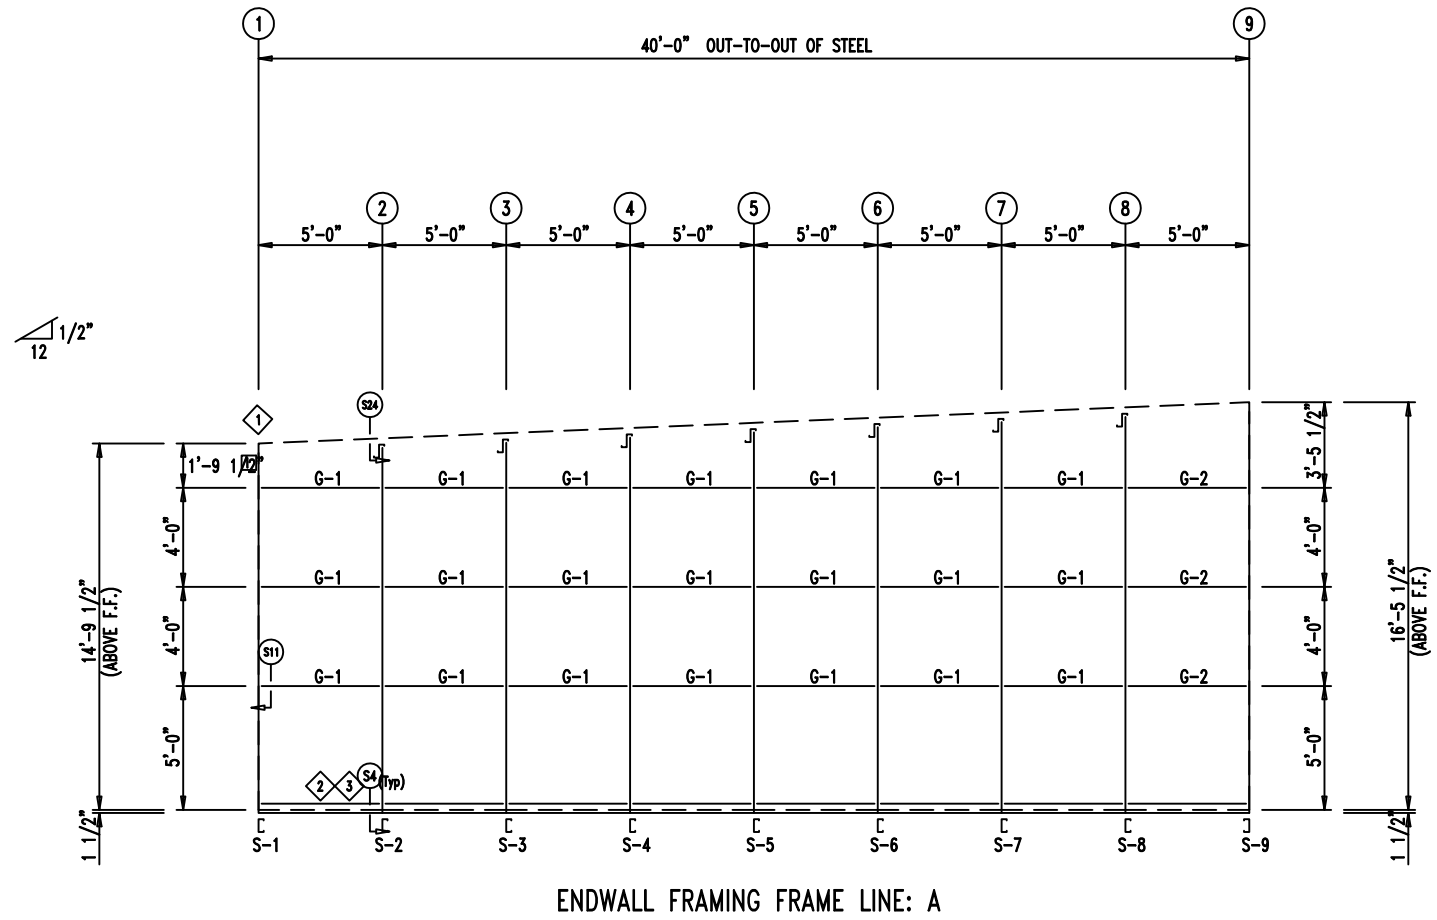 1 9
40'-0" OUT-TO-OUT OF STEEL
2 3 4 5 6 7 8
5'-0" 5'-0" 5'-0" 5'-0" 5'-0" 5'-0" 5'-0" 5'-0"
1/2"
12
1
S24
1'-9 1/2"
3'-5 1/2"
G-1 G-1 G-1 G-1 G-1 G-1 G-1 G-2
4'-0"
4'-0"
G-1 G-1 G-1 G-1 G-1 G-1 G-1 G-2
14'-9 1/2"
(ABOVE F.F.)
16'-5 1/2"
(ABOVE F.F.)
4'-0"
4'-0"
S11
G-1 G-1 G-1 G-1 G-1 G-1 G-1 G-2
5'-0"
5'-0"
2 3 S4 (Typ)
1 1/2"
1 1/2"
S-1 S-2 S-3 S-4 S-5 S-6 S-7 S-8 S-9
ENDWALL FRAMING FRAME LINE: A